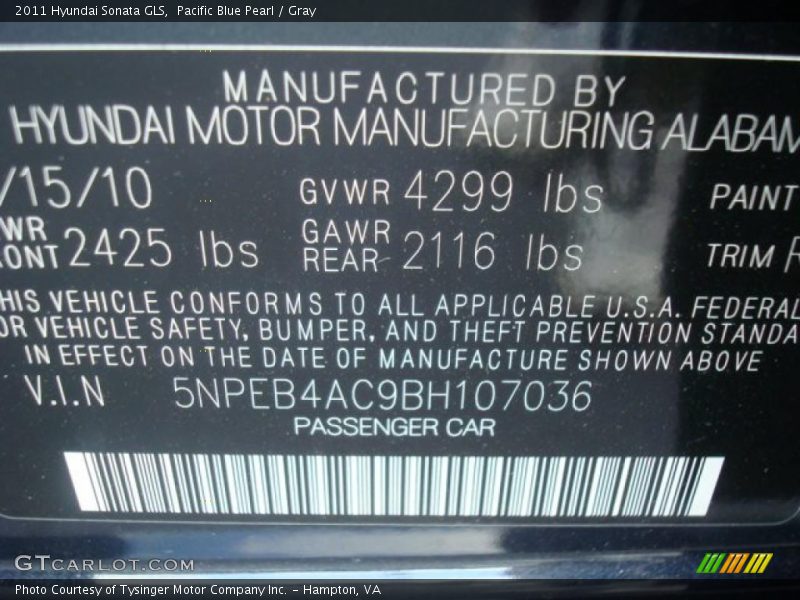 2011 Hyundai Sonata GLS, Pacific Blue Pearl / Gray
MANUFACTURED BY
HYUNDAI MOTOR MANUFACTURING ALABAM
/15/10 GVWR 4299 lbs PAINT
WR
ONT 2425 lbs GAWR
REAR 2116 lbs TRIM
HIS VEHICLE CONFORMS TO ALL APPLICABLE U.S.A. FEDERAL
OR VEHICLE SAFETY, BUMPER, AND THEFT PREVENTION STANDA
IN EFFECT ON THE DATE OF MANUFACTURE SHOWN ABOVE
V.I.N 5NPEB4AC9BH107036
PASSENGER CAR
GTCARLOT.COM
Photo Courtesy of Tysinger Motor Company Inc. - Hampton, VA